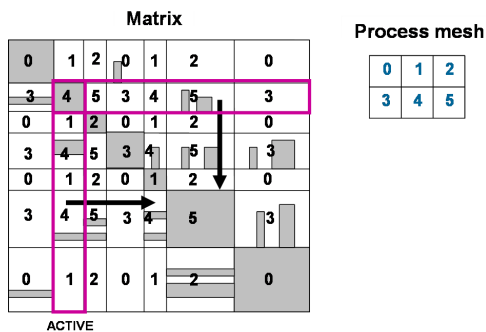 Matrix
Process mesh
0 1 2 0 1 2 0
3 4 5 3 4 5 3
0 1 2 0 1 2 0
3 4 5 3 4 5 3
0 1 2 0 1 2 0
3 4 5 3 4 5 3
0 1 2 0 1 2 0
0 1 2
3 4 5
ACTIVE